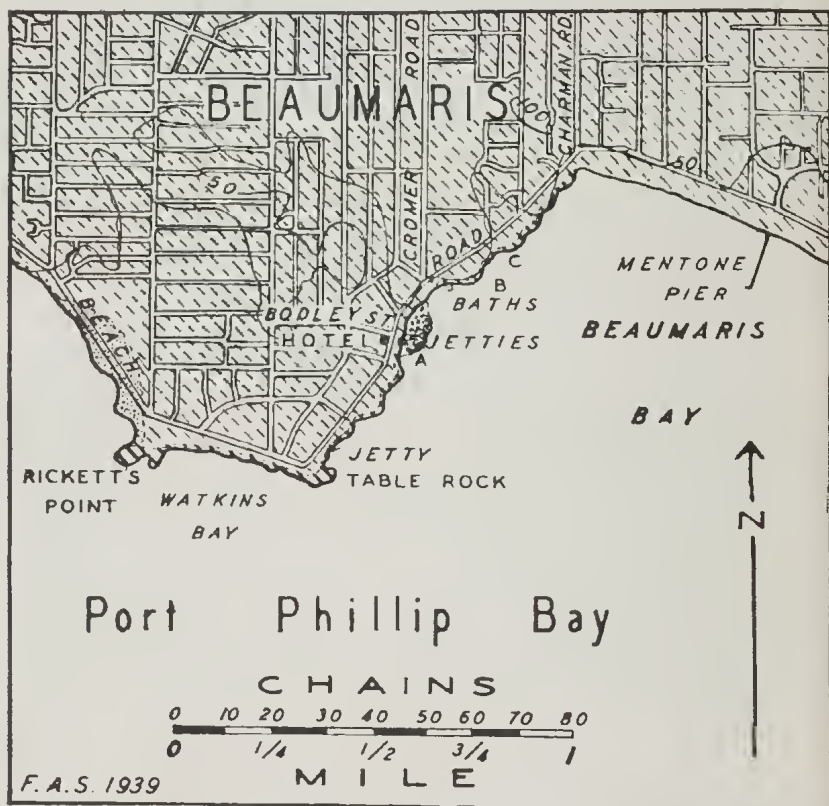 CROMER ROAD
CHARMAN RD.
BEAUMARIS
100
50
50
MENTONE
PIER
BEAUMARIS
BAY
C
B
BATHS
BEACH
ROAD
BODLEY ST
HOTEL
JETTIES
A
JETTY
TABLE ROCK
RICKETTS
POINT
WATKINS
BAY
N
Port Phillip Bay
CHAINS
0 10 20 30 40 50 60 70 80
0 1/4 1/2 3/4 1
MILE
F.A.S. 1939